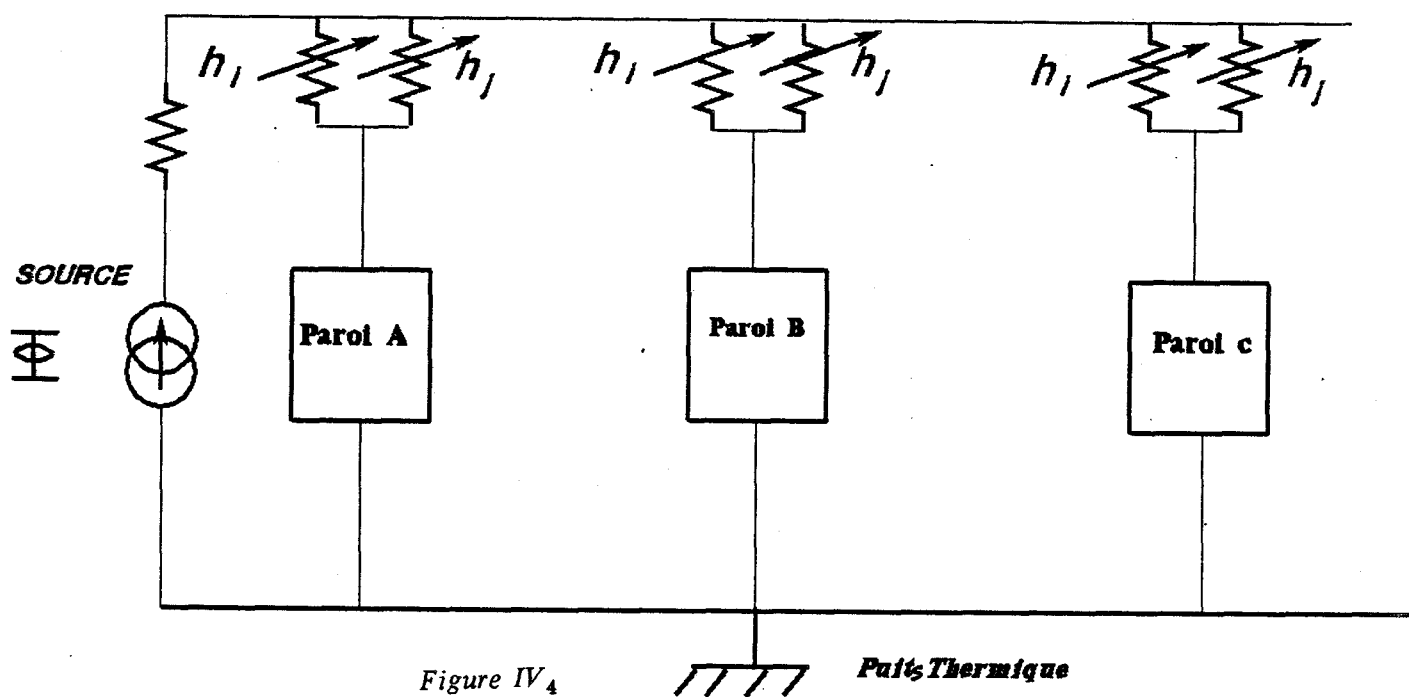 h_i h_j h_i h_j h_i h_j
SOURCE
Φ
Paroi A
Paroi B
Paroi c
Figure IV_4
Puits Thermique